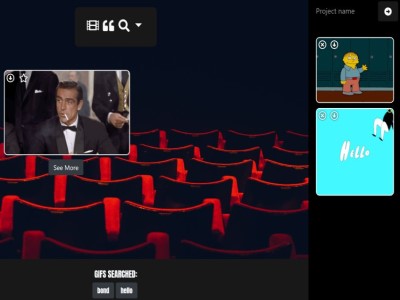 Project name
See More
Hello
GIFS SEARCHED:
bond
hello